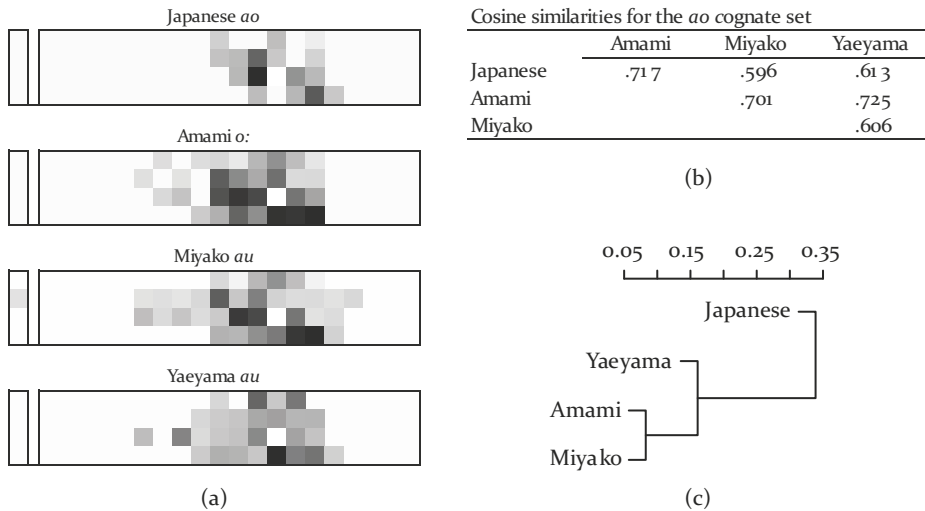 Japanese ao
Amami o:
Miyako au
Yaeyama au
(a)
Cosine similarities for the ao cognate set
Amami Miyako Yaeyama
Japanese .717 .596 .613
Amami .701 .725
Miyako .606
(b)
0.05 0.15 0.25 0.35
Japanese
Yaeyama
Amami
Miyako
(c)